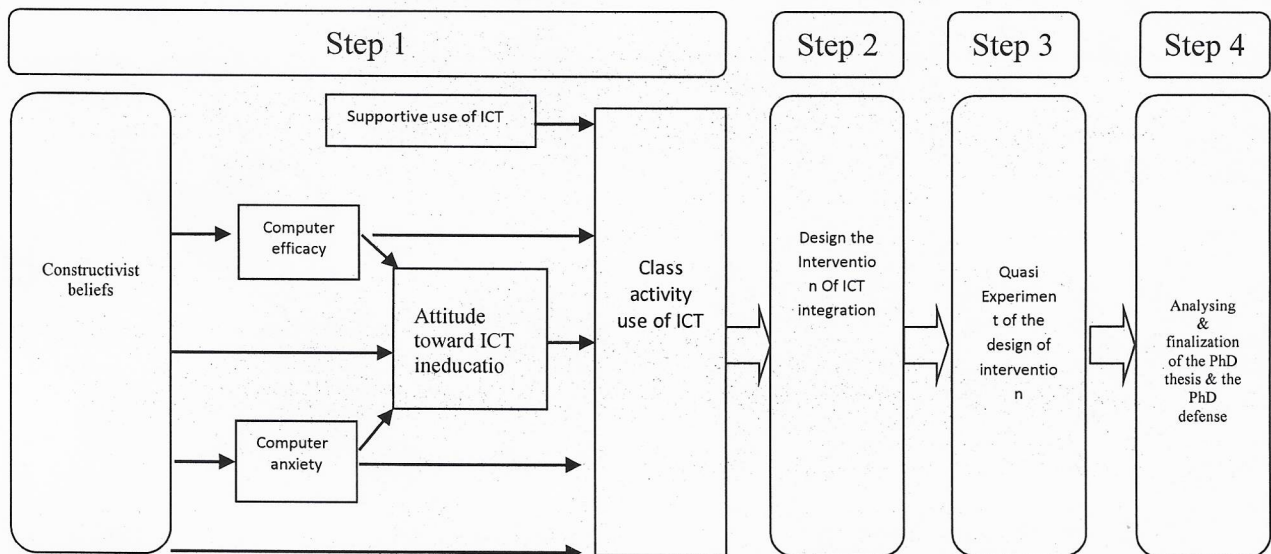 Step 1
Step 2
Step 3
Step 4
Supportive use of ICT
Computer
efficacy
Constructivist
beliefs
Attitude
toward ICT
ineducatio
Computer
anxiety
Class
activity
use of ICT
Design the
Interventio
n Of ICT
integration
Quasi
Experimen
t of the
design of
interventio
n
Analysing
&
finalization
of the PhD
thesis & the
PhD
defense